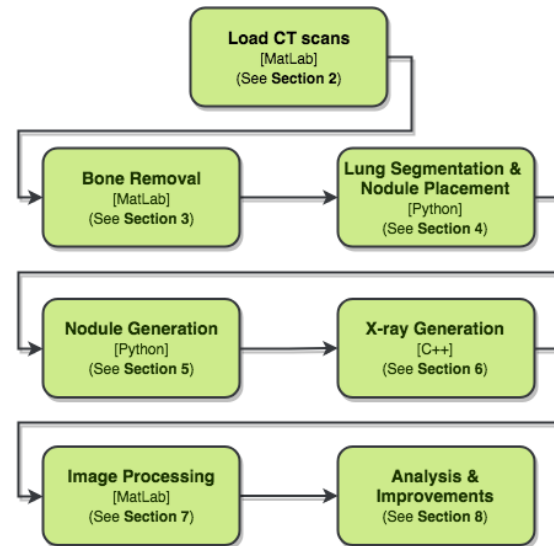 Load CT scans
[MatLab]
(See Section 2)
Bone Removal
[MatLab]
(See Section 3)
Lung Segmentation &
Nodule Placement
[Python]
(See Section 4)
Nodule Generation
[Python]
(See Section 5)
X-ray Generation
[C++]
(See Section 6)
Image Processing
[MatLab]
(See Section 7)
Analysis &
Improvements
(See Section 8)